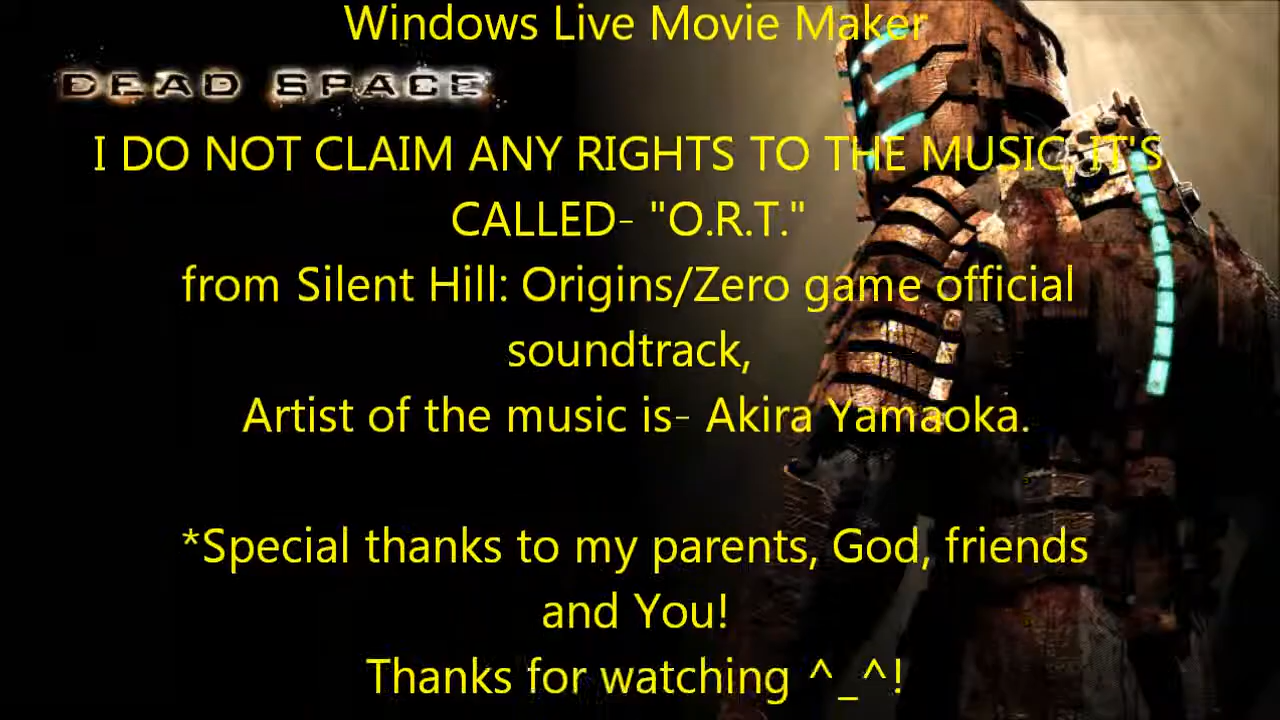 Windows Live Movie Maker
DEAD SPACE
I DO NOT CLAIM ANY RIGHTS TO THE MUSIC, IT'S
CALLED- "O.R.T."
from Silent Hill: Origins/Zero game official
soundtrack,
Artist of the music is- Akira Yamaoka.
*Special thanks to my parents, God, friends
and You!
Thanks for watching ^_^!